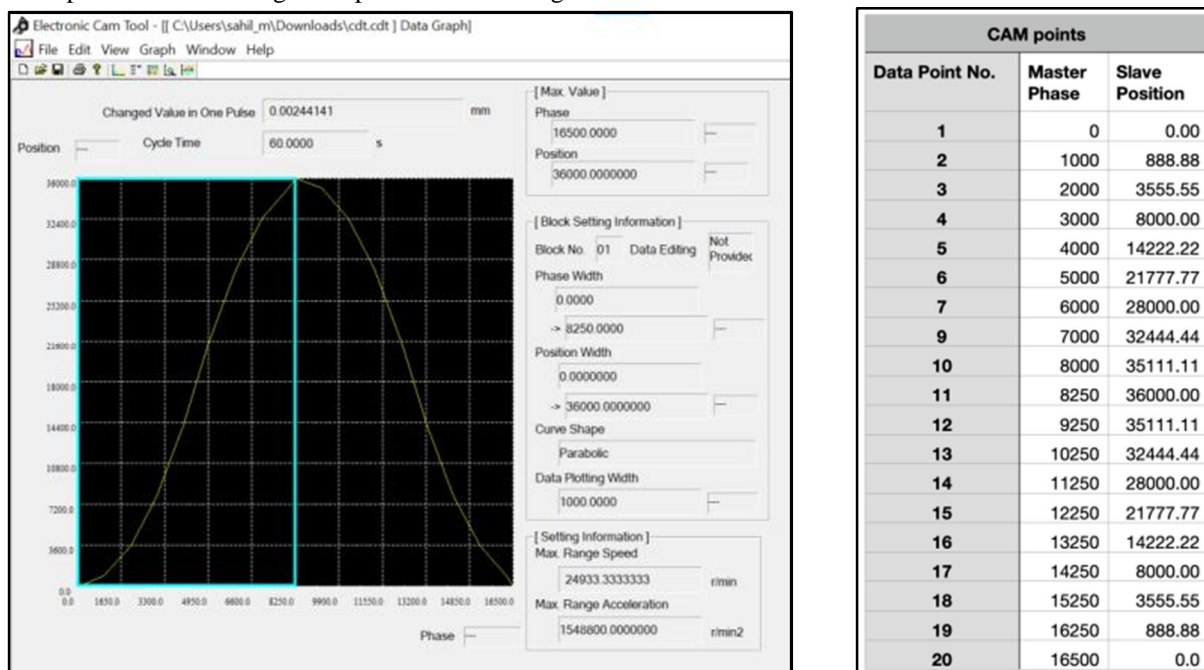 Electronic Cam Tool - [[ C:\Users\sahil_m\Downloads\cdt.cdt ] Data Graph]
File Edit View Graph Window Help
Changed Value in One Pulse 0.00244141 mm
Position --- Cycle Time 60.0000 s
36000.0
32400.0
28800.0
25200.0
21600.0
18000.0
14400.0
10800.0
7200.0
3600.0
0.0
0.0 1650.0 3300.0 4950.0 6600.0 8250.0 9900.0 11550.0 13200.0 14850.0 16500.0
Phase ---
[ Max. Value ]
Phase
16500.0000 ---
Position
36000.0000000 ---
[ Block Setting Information ]
Block No. 01 Data Editing Not
Phase Width
0.0000
-> 8250.0000 ---
Position Width
0.0000000
-> 36000.0000000 ---
Curve Shape
Parabolic
Data Plotting Width
1000.0000 ---
[ Setting Information ]
Max. Range Speed
24933.3333333 r/min
Max. Range Acceleration
1548800.0000000 r/min2
CAM points
Data Point No. Master Phase Slave Position
1 0 0.00
2 1000 888.88
3 2000 3555.55
4 3000 8000.00
5 4000 14222.22
6 5000 21777.77
7 6000 28000.00
9 7000 32444.44
10 8000 35111.11
11 8250 36000.00
12 9250 35111.11
13 10250 32444.44
14 11250 28000.00
15 12250 21777.77
16 13250 14222.22
17 14250 8000.00
18 15250 3555.55
19 16250 888.88
20 16500 0.0